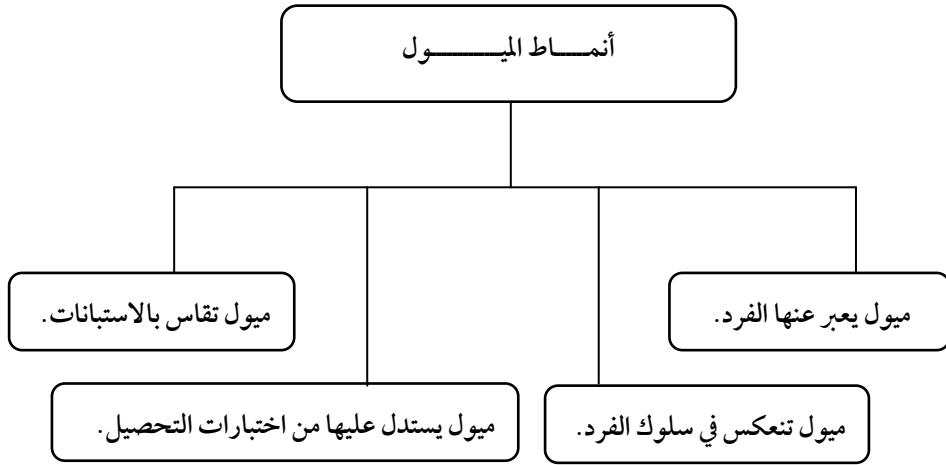 أنمـــــاط الميـــــــــول
ميول يعبر عنها الفرد.
ميول تقاس بالاستبانات.
ميول تنعكس في سلوك الفرد.
ميول يستدل عليها من اختبارات التحصيل.